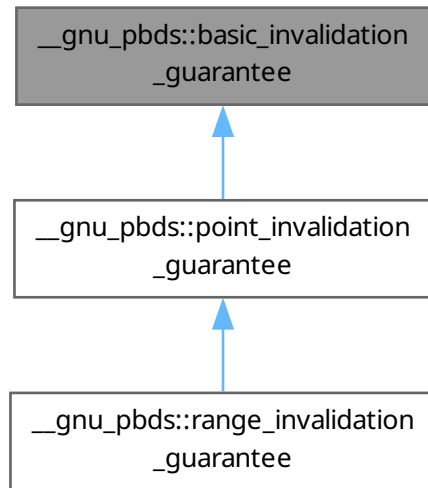 __gnu_pbds::basic_invalidation
_guarantee
__gnu_pbds::point_invalidation
_guarantee
__gnu_pbds::range_invalidation
_guarantee